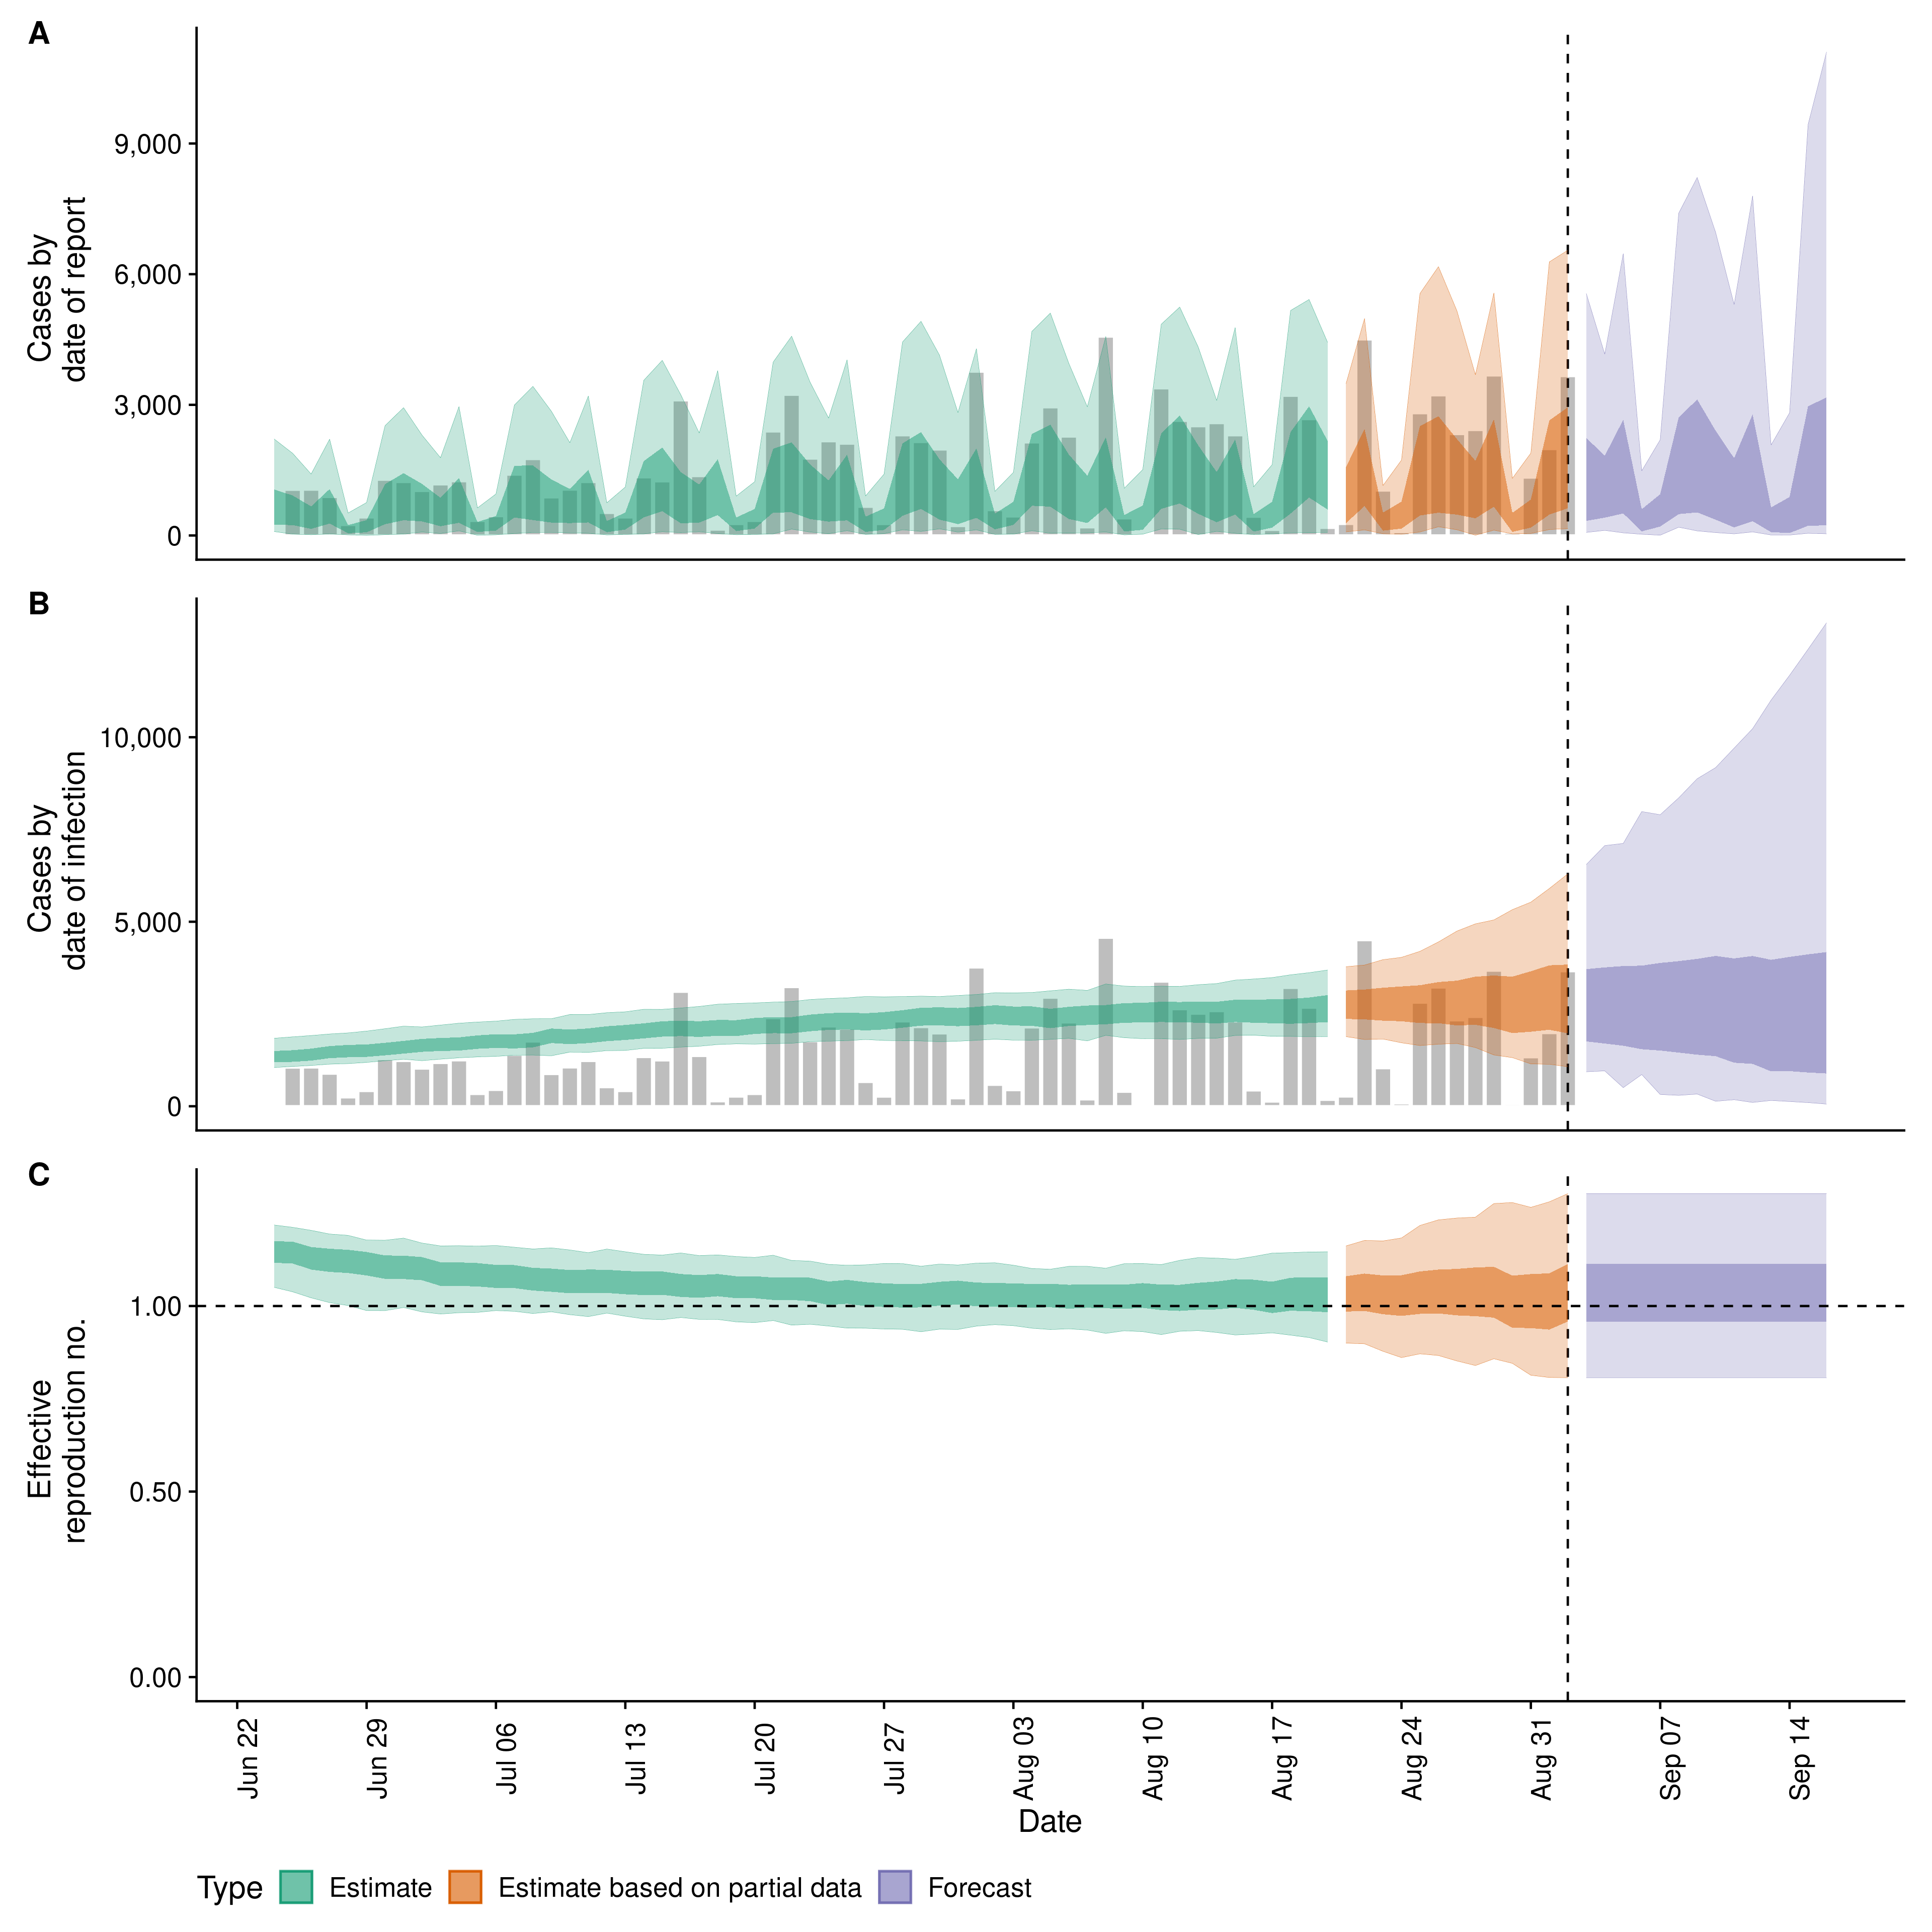 A
Cases by
date of report
9,000
6,000
3,000
0
B
Cases by
date of infection
10,000
5,000
0
C
Effective
reproduction no.
1.00
0.50
0.00
Jun 22
Jun 29
Jul 06
Jul 13
Jul 20
Jul 27
Aug 03
Aug 10
Aug 17
Aug 24
Aug 31
Sep 07
Sep 14
Date
Type Estimate Estimate based on partial data Forecast